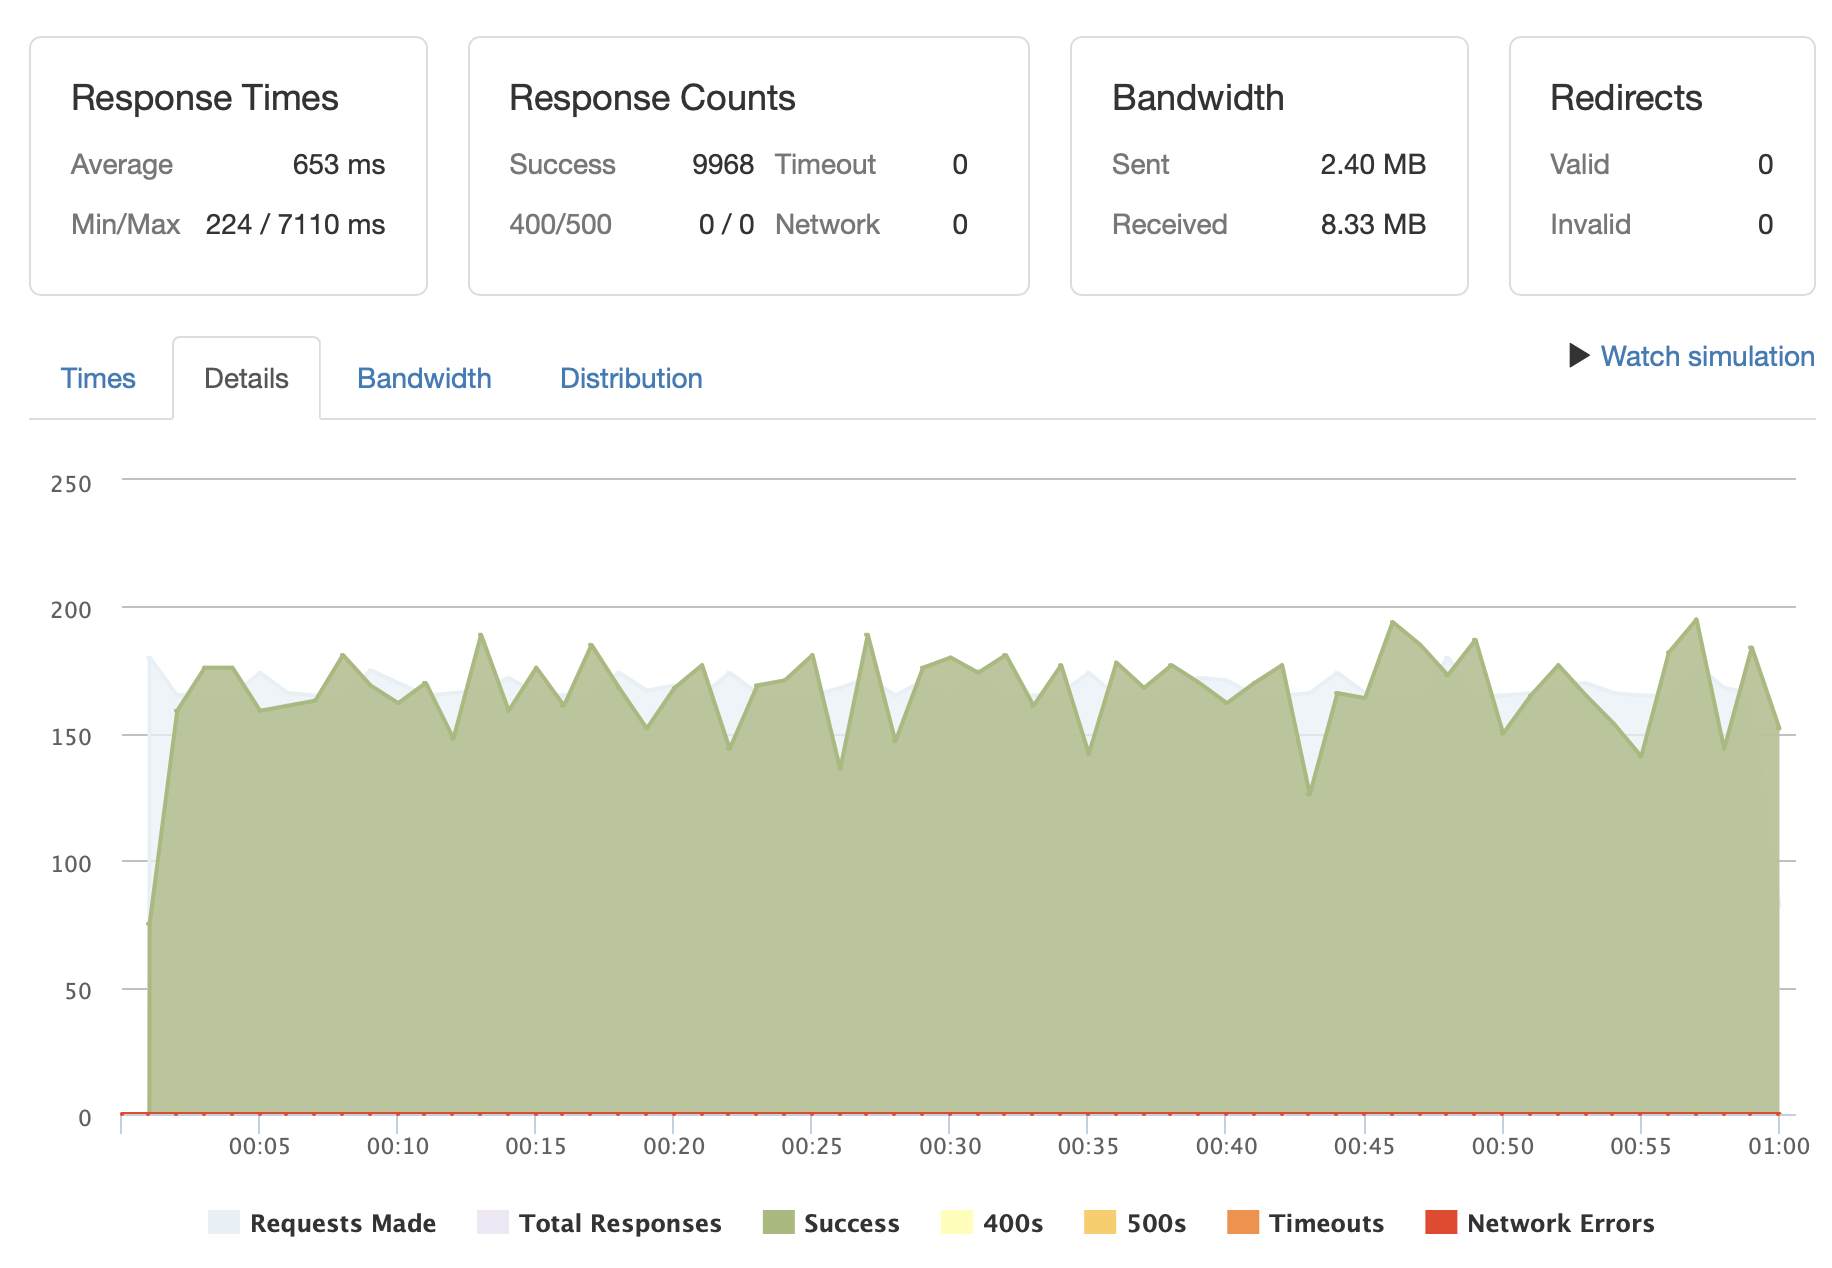 Response Times
Average 653 ms
Min/Max 224 / 7110 ms
Response Counts
Success 9968 Timeout 0
400/500 0 / 0 Network 0
Bandwidth
Sent 2.40 MB
Received 8.33 MB
Redirects
Valid 0
Invalid 0
Times Details Bandwidth Distribution
Watch simulation
250
200
150
100
50
0
00:05 00:10 00:15 00:20 00:25 00:30 00:35 00:40 00:45 00:50 00:55 01:00
Requests Made Total Responses Success 400s 500s Timeouts Network Errors